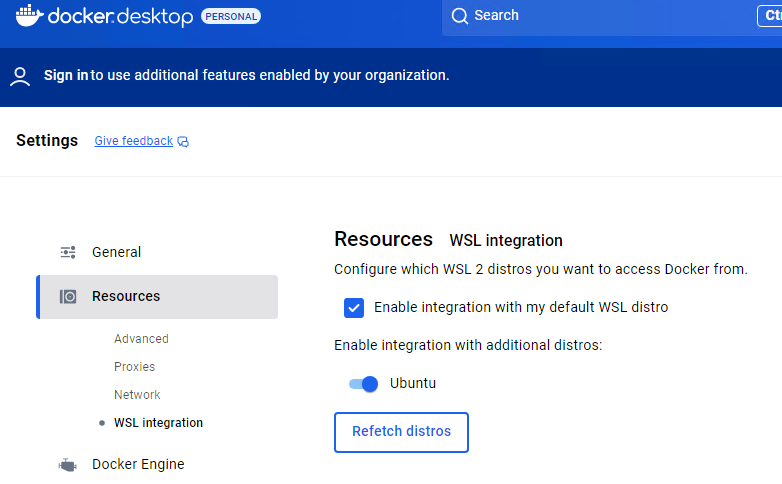 docker.desktop PERSONAL
Search
Sign in to use additional features enabled by your organization.
Settings Give feedback
General
Resources
Advanced
Proxies
Network
WSL integration
Docker Engine
Resources WSL integration
Configure which WSL 2 distros you want to access Docker from.
Enable integration with my default WSL distro
Enable integration with additional distros:
Ubuntu
Refetch distros